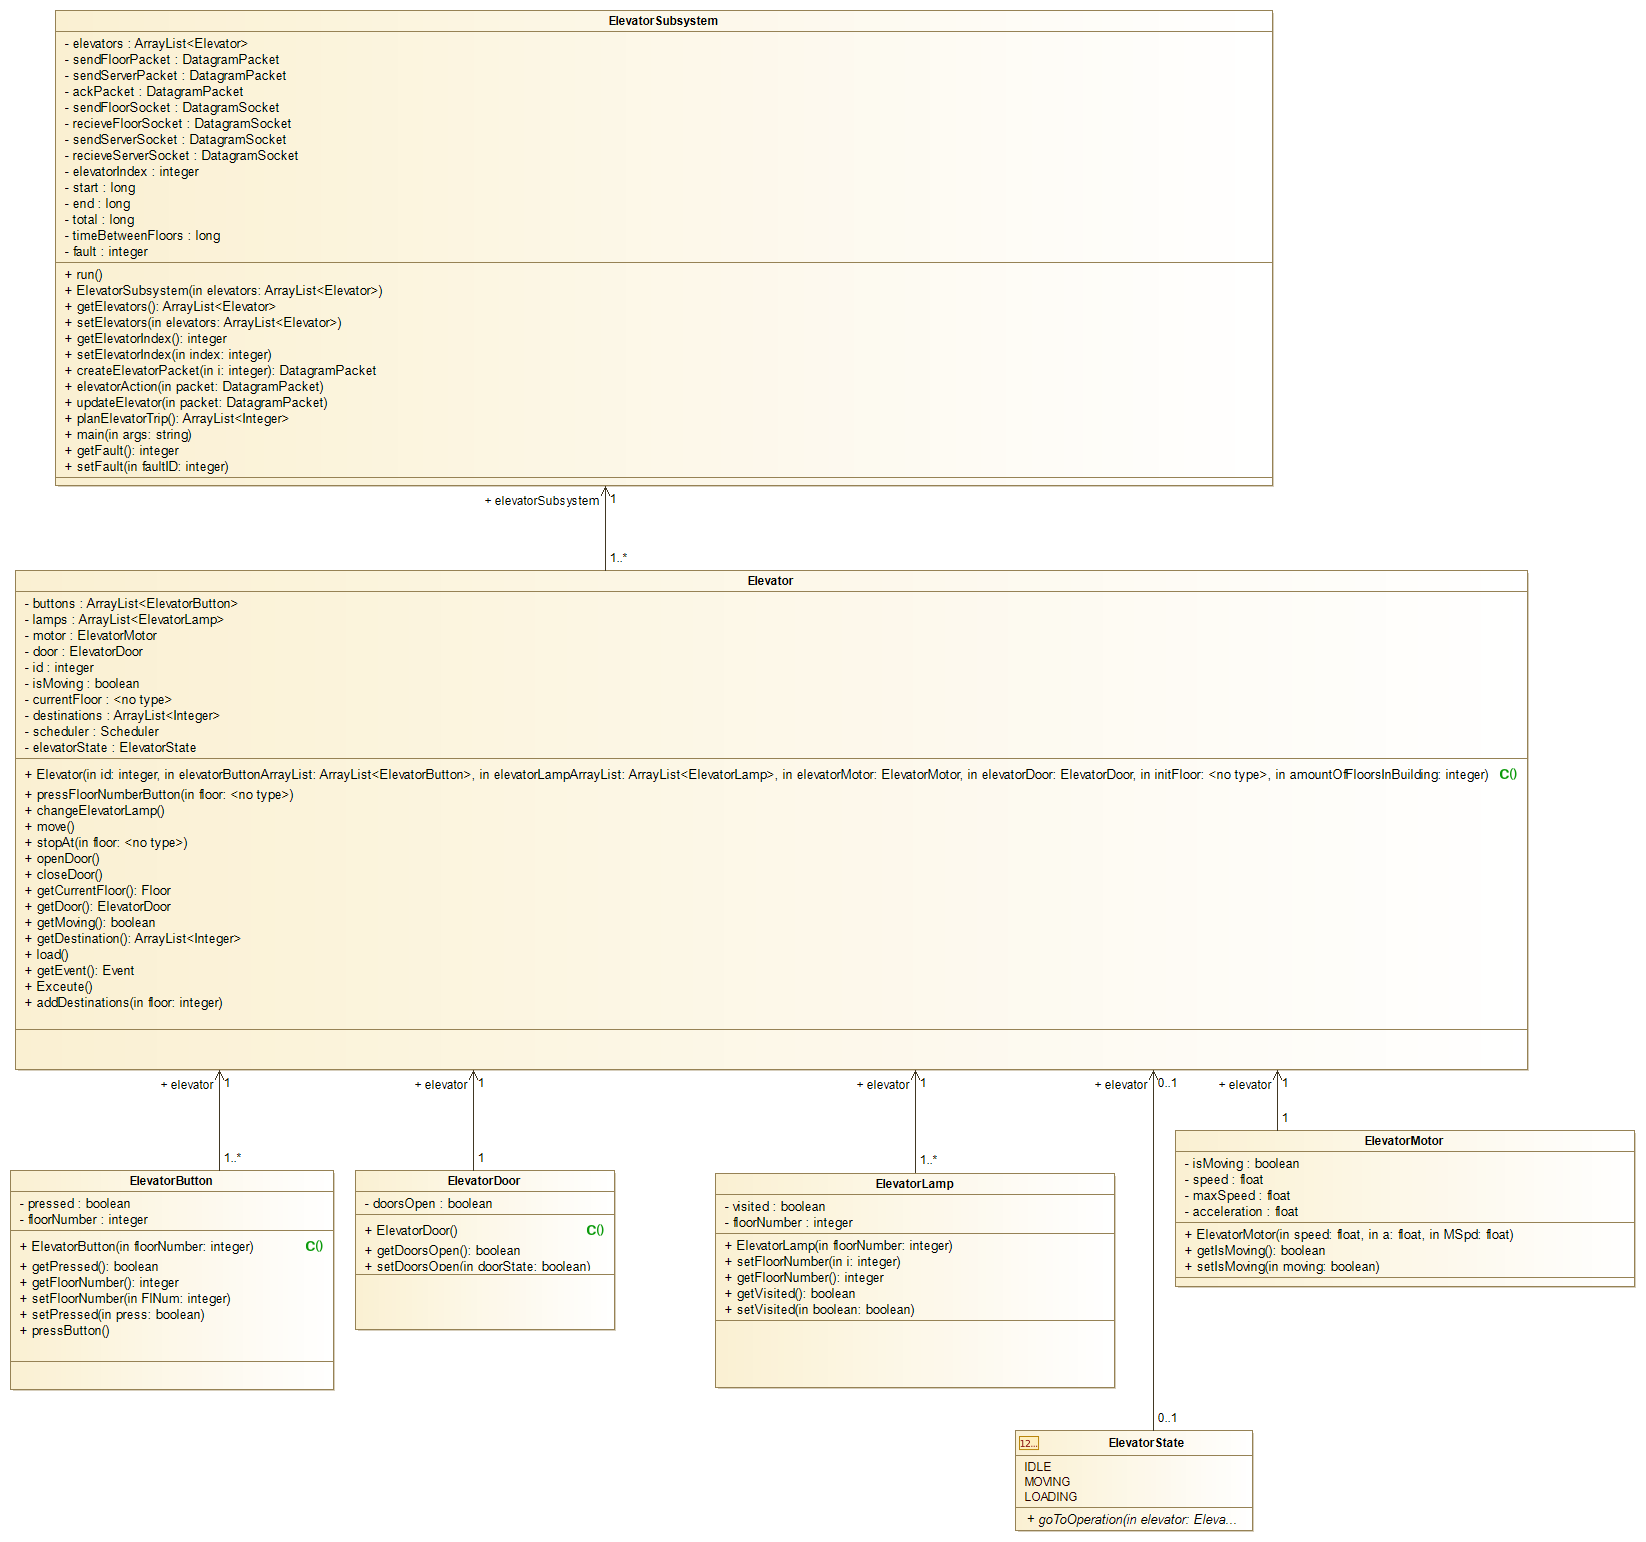 ElevatorSubsystem
- elevators : ArrayList<Elevator>
- sendFloorPacket : DatagramPacket
- sendServerPacket : DatagramPacket
- ackPacket : DatagramPacket
- sendFloorSocket : DatagramSocket
- recieveFloorSocket : DatagramSocket
- sendServerSocket : DatagramSocket
- recieveServerSocket : DatagramSocket
- elevatorIndex : integer
- start : long
- end : long
- total : long
- timeBetweenFloors : long
- fault : integer
+ run()
+ ElevatorSubsystem(in elevators: ArrayList<Elevator>)
+ getElevators(): ArrayList<Elevator>
+ setElevators(in elevators: ArrayList<Elevator>)
+ getElevatorIndex(): integer
+ setElevatorIndex(in index: integer)
+ createElevatorPacket(in i: integer): DatagramPacket
+ elevatorAction(in packet: DatagramPacket)
+ updateElevator(in packet: DatagramPacket)
+ planElevatorTrip(): ArrayList<Integer>
+ main(in args: string)
+ getFault(): integer
+ setFault(in faultID: integer)
+ elevatorSubsystem 1
1..*
Elevator
- buttons : ArrayList<ElevatorButton>
- lamps : ArrayList<ElevatorLamp>
- motor : ElevatorMotor
- door : ElevatorDoor
- id : integer
- isMoving : boolean
- currentFloor : <no type>
- destinations : ArrayList<Integer>
- scheduler : Scheduler
- elevatorState : ElevatorState
+ Elevator(in id: integer, in elevatorButtonArrayList: ArrayList<ElevatorButton>, in elevatorLampArrayList: ArrayList<ElevatorLamp>, in elevatorMotor: ElevatorMotor, in elevatorDoor: ElevatorDoor, in initFloor: <no type>, in amountOfFloorsInBuilding: integer) C()
+ pressFloorNumberButton(in floor: <no type>)
+ changeElevatorLamp()
+ move()
+ stopAt(in floor: <no type>)
+ openDoor()
+ closeDoor()
+ getCurrentFloor(): Floor
+ getDoor(): ElevatorDoor
+ getMoving(): boolean
+ getDestination(): ArrayList<Integer>
+ load()
+ getEvent(): Event
+ Exceute()
+ addDestinations(in floor: integer)
+ elevator 1
+ elevator 1
+ elevator 1
+ elevator 0..1
+ elevator 1
1..*
ElevatorButton
- pressed : boolean
- floorNumber : integer
+ ElevatorButton(in floorNumber: integer) C()
+ getPressed(): boolean
+ getFloorNumber(): integer
+ setFloorNumber(in FlNum: integer)
+ setPressed(in press: boolean)
+ pressButton()
1
ElevatorDoor
- doorsOpen : boolean
+ ElevatorDoor() C()
+ getDoorsOpen(): boolean
+ setDoorsOpen(in doorState: boolean)
1..*
ElevatorLamp
- visited : boolean
- floorNumber : integer
+ ElevatorLamp(in floorNumber: integer)
+ setFloorNumber(in i: integer)
+ getFloorNumber(): integer
+ getVisited(): boolean
+ setVisited(in boolean: boolean)
1
ElevatorMotor
- isMoving : boolean
- speed : float
- maxSpeed : float
- acceleration : float
+ ElevatorMotor(in speed: float, in a: float, in MSpd: float)
+ getIsMoving(): boolean
+ setIsMoving(in moving: boolean)
0..1
12... ElevatorState
IDLE
MOVING
LOADING
+ goToOperation(in elevator: Eleva...